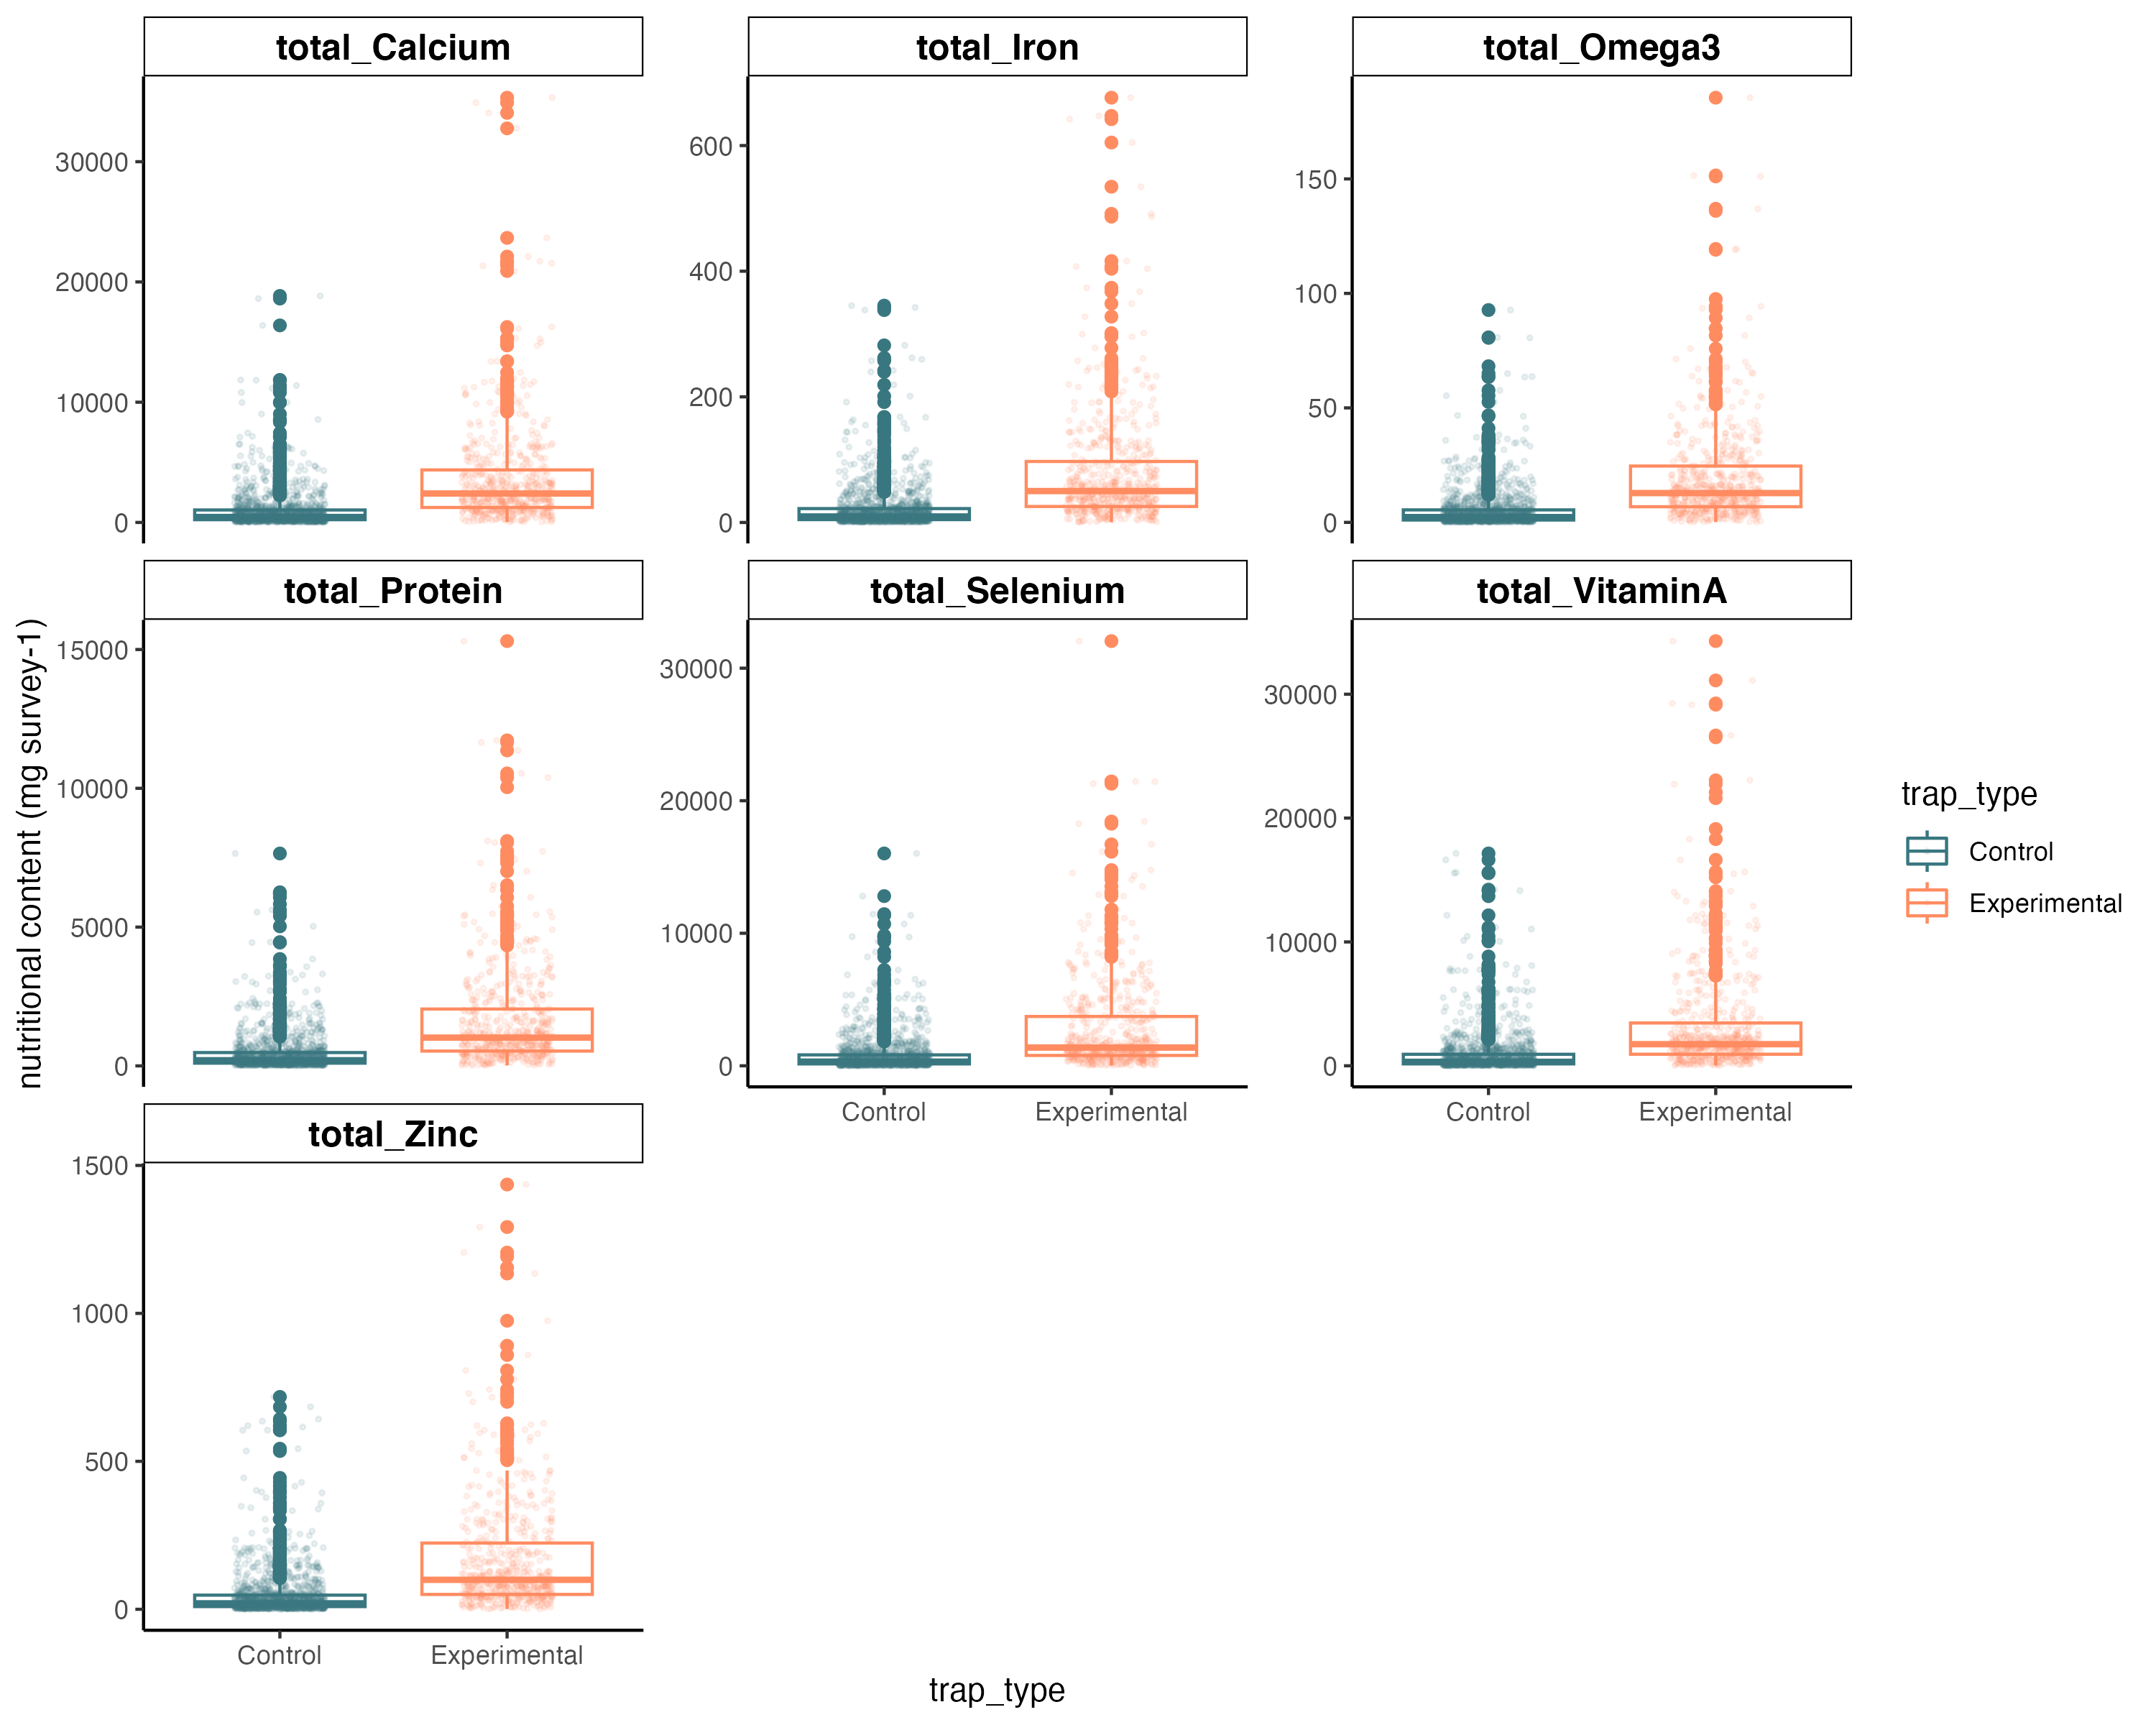 total_Calcium
total_Iron
total_Omega3
30000
20000
10000
0
600
400
200
0
150
100
50
0
total_Protein
total_Selenium
total_VitaminA
nutritional content (mg survey-1)
15000
10000
5000
0
30000
20000
10000
0
30000
20000
10000
0
Control
Experimental
Control
Experimental
trap_type
Control
Experimental
total_Zinc
1500
1000
500
0
Control
Experimental
trap_type